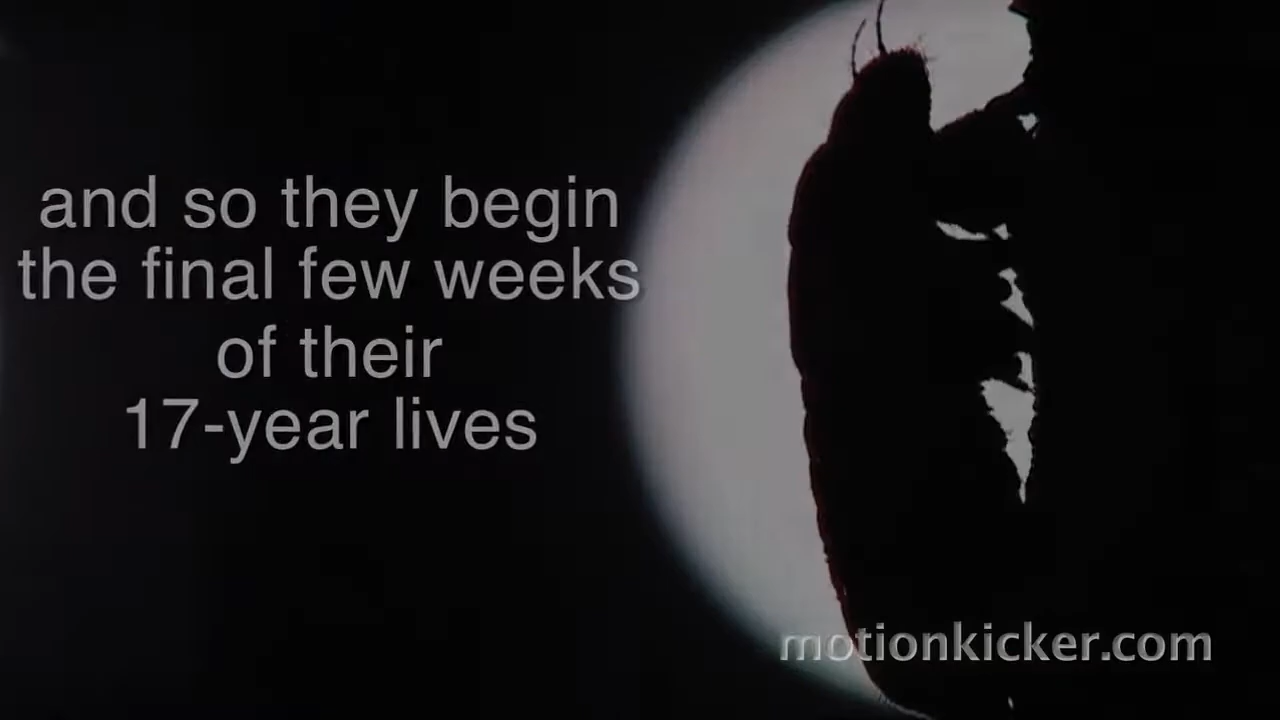 and so they begin
the final few weeks
of their
17-year lives
motionkicker.com